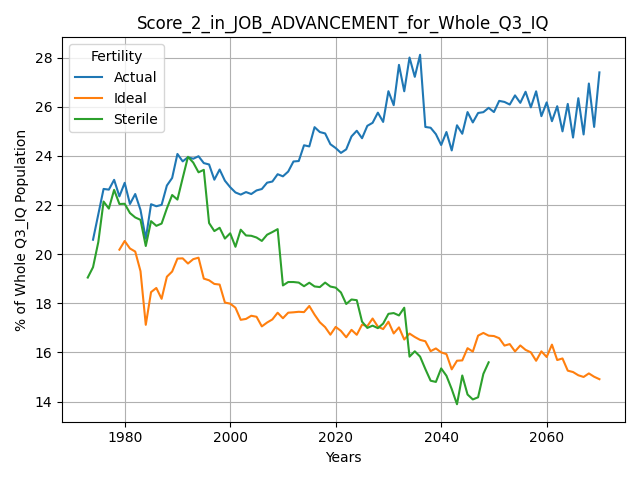 Score_2_in_JOB_ADVANCEMENT_for_Whole_Q3_IQ
Fertility
Actual
Ideal
Sterile
% of Whole Q3_IQ Population
28
26
24
22
20
18
16
14
1980
2000
2020
2040
2060
Years